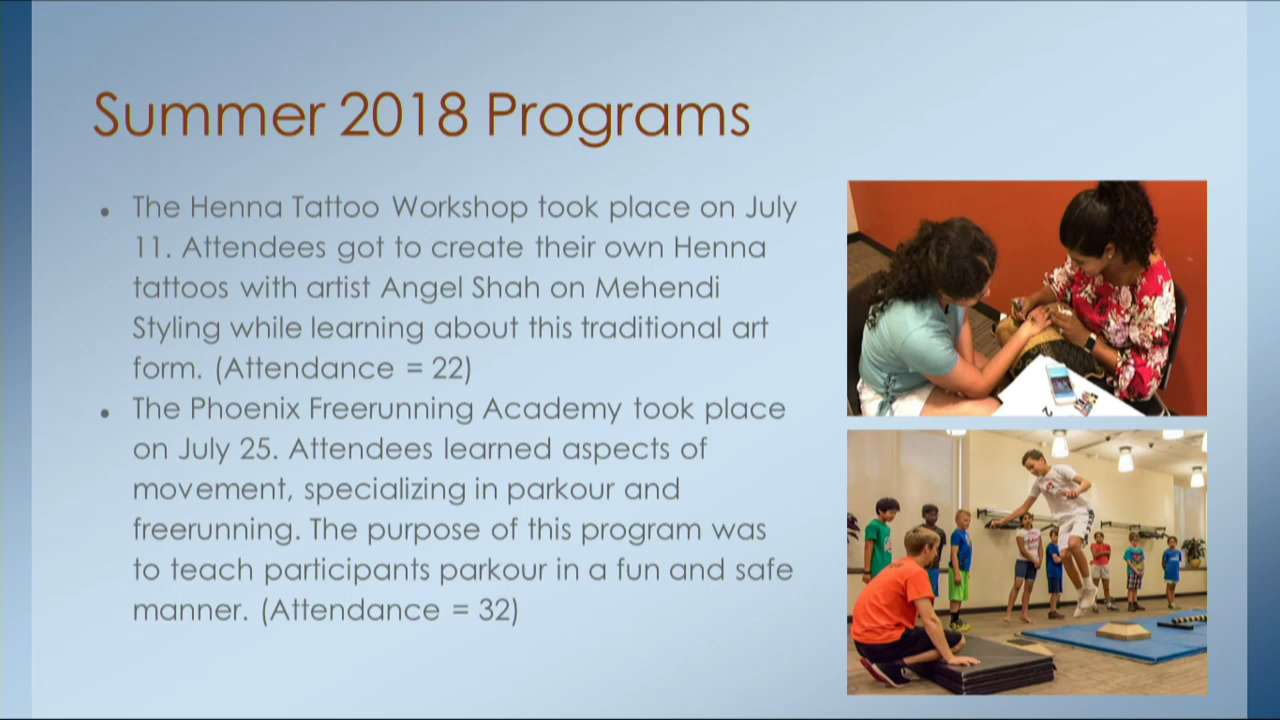 Summer 2018 Programs
• The Henna Tattoo Workshop took place on July
11. Attendees got to create their own Henna
tattoos with artist Angel Shah on Mehendi
Styling while learning about this traditional art
form. (Attendance = 22)
• The Phoenix Freerunning Academy took place
on July 25. Attendees learned aspects of
movement, specializing in parkour and
freerunning. The purpose of this program was
to teach participants parkour in a fun and safe
manner. (Attendance = 32)